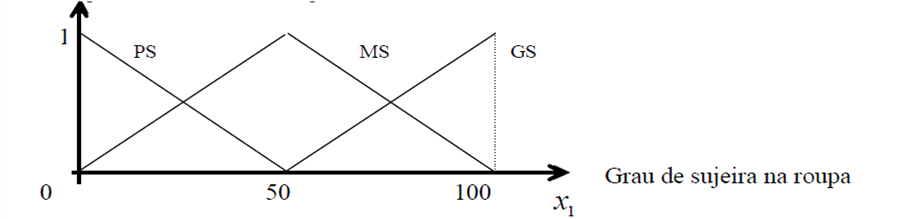 1
PS
MS
GS
0
50
100
x1
Grau de sujeira na roupa